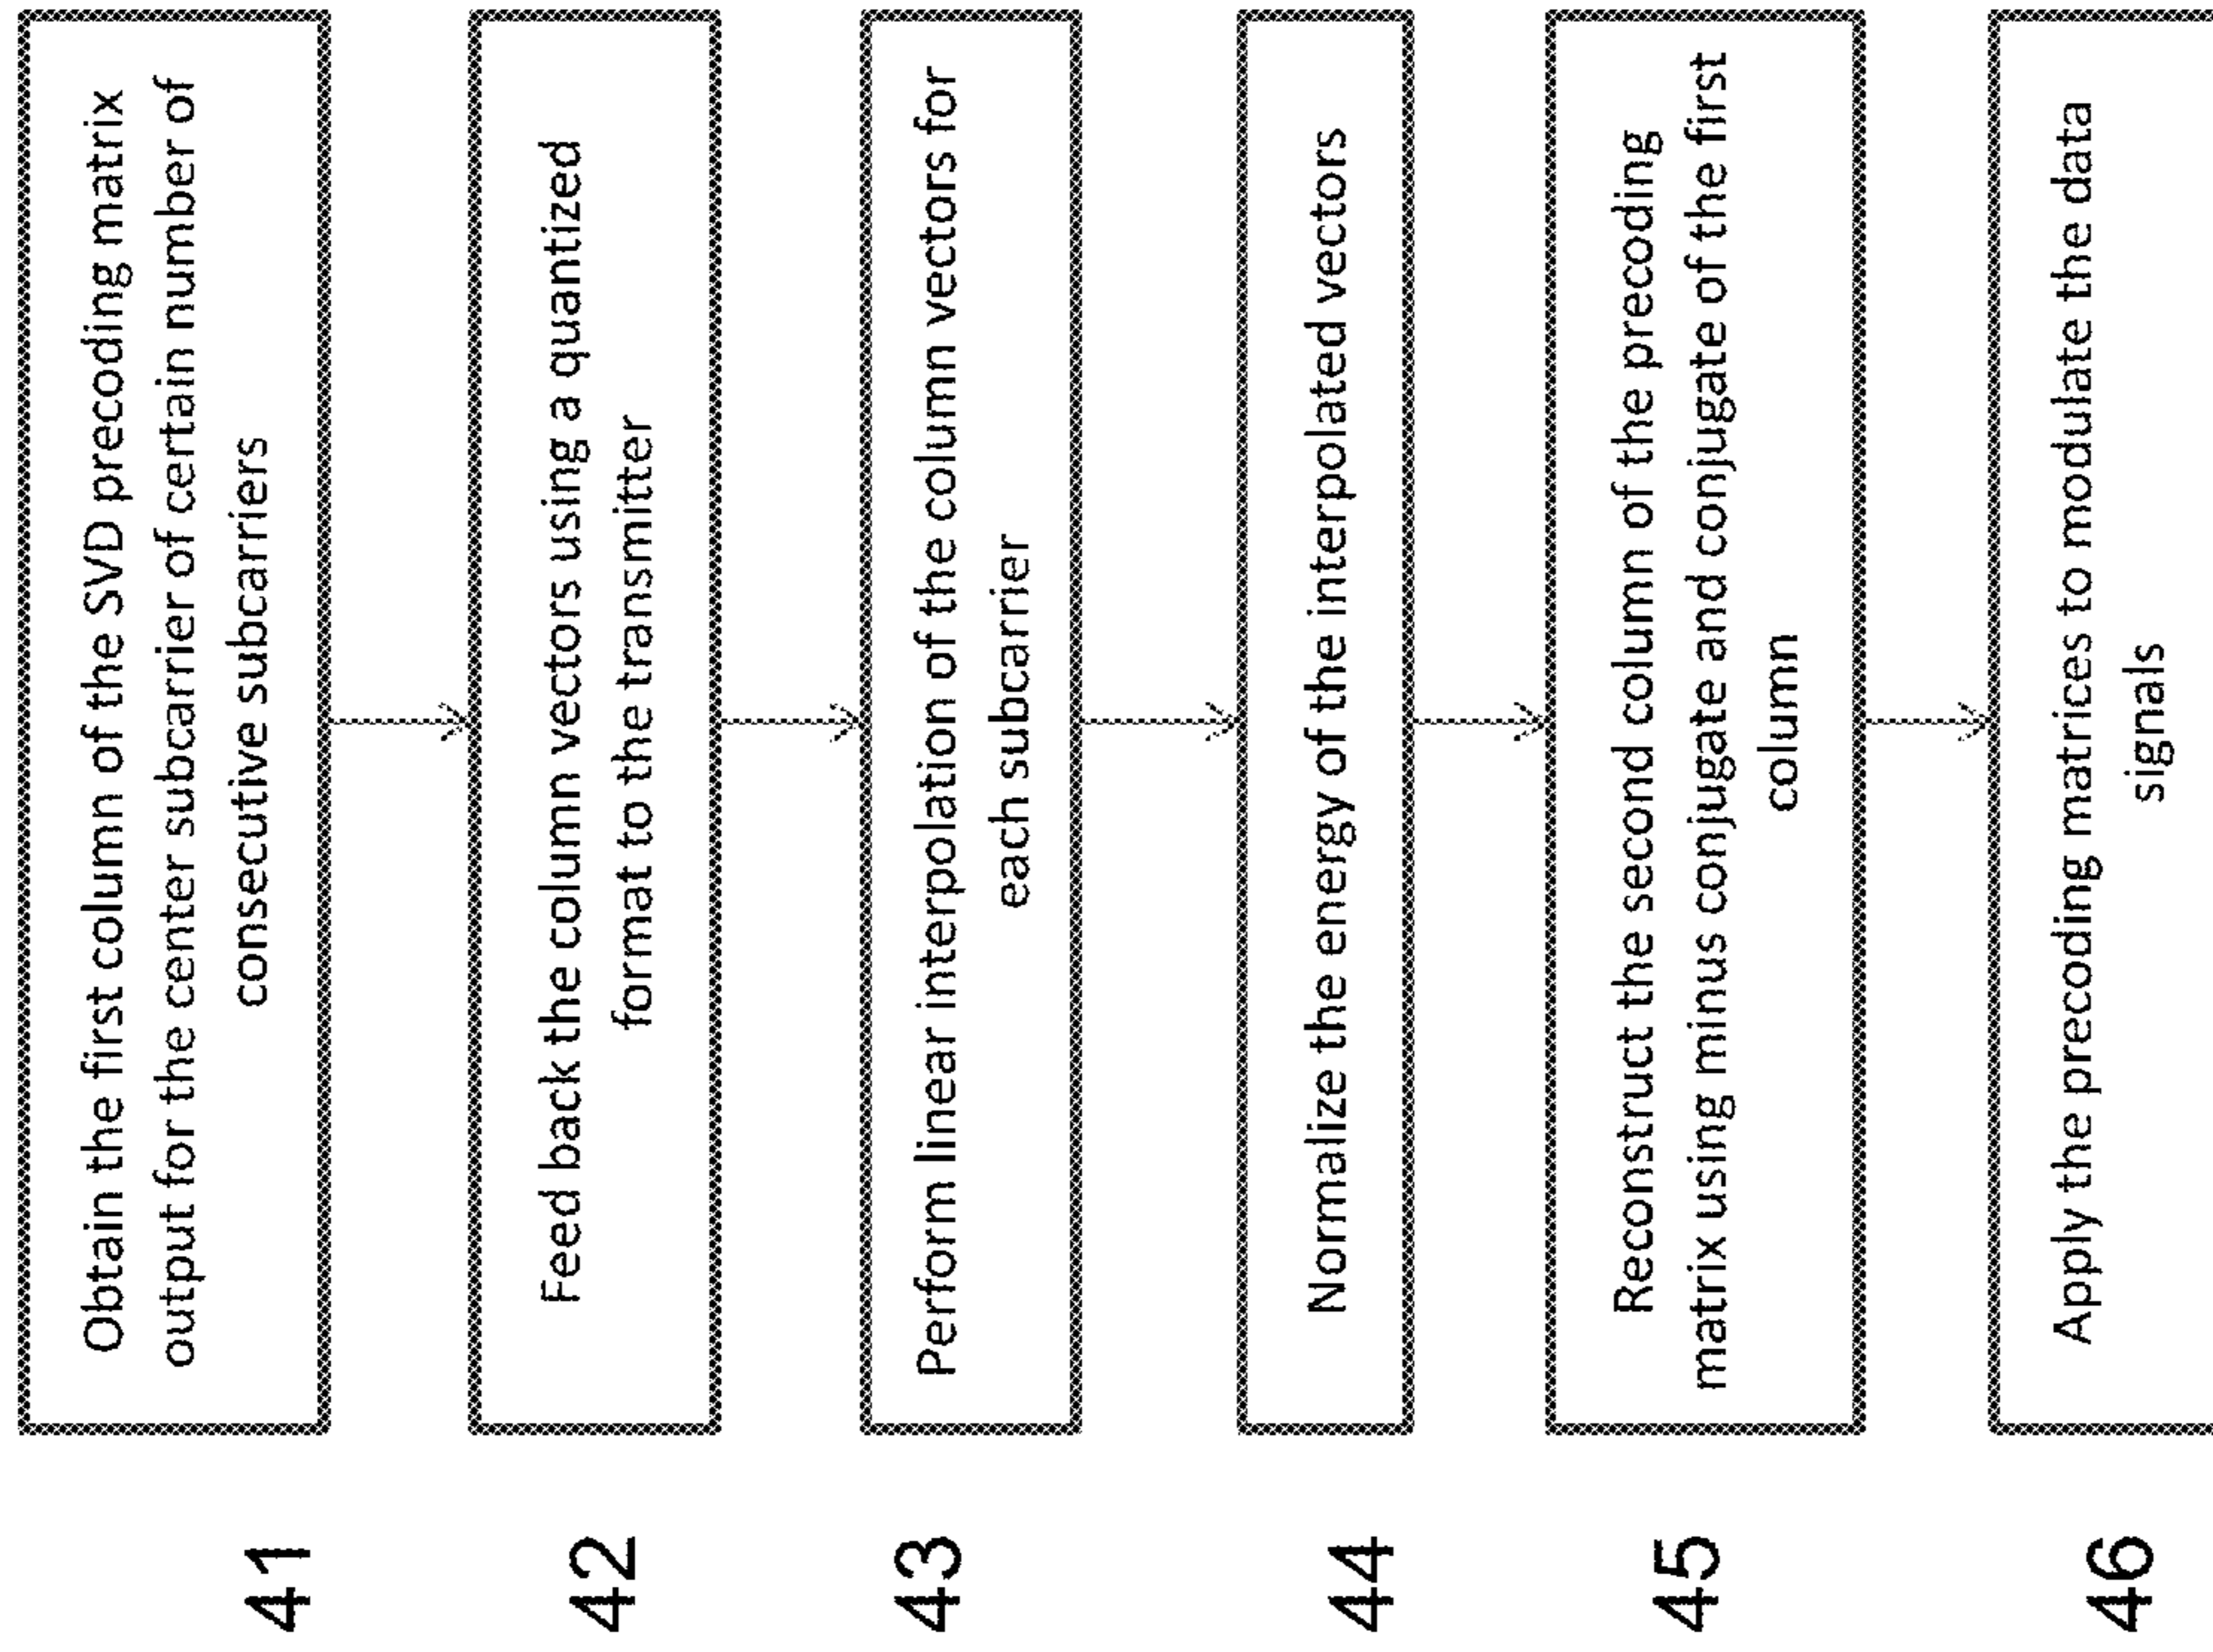 41
Obtain the first column of the SVD precoding matrix
output for the center subcarrier of certain number of
consecutive subcarriers
42
Feed back the column vectors using a quantized
format to the transmitter
43
Perform linear interpolation of the column vectors for
each subcarrier
44
Normalize the energy of the interpolated vectors
45
Reconstruct the second column of the precoding
matrix using minus conjugate and conjugate of the first
column
46
Apply the precoding matrices to modulate the data
signals